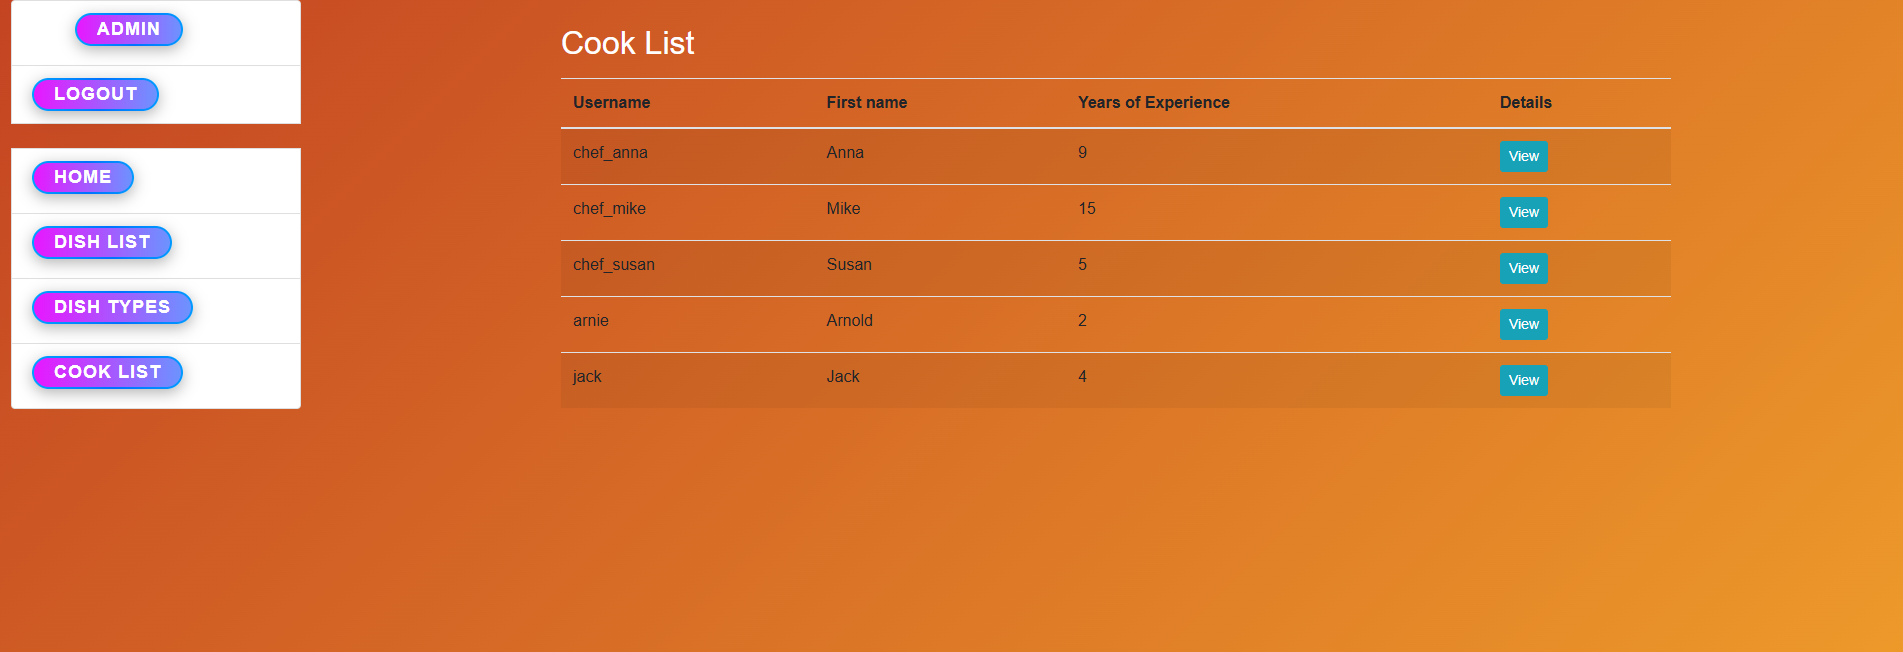 ADMIN
LOGOUT
HOME
DISH LIST
DISH TYPES
COOK LIST
Cook List
Username First name Years of Experience Details
chef_anna Anna 9 View
chef_mike Mike 15 View
chef_susan Susan 5 View
arnie Arnold 2 View
jack Jack 4 View